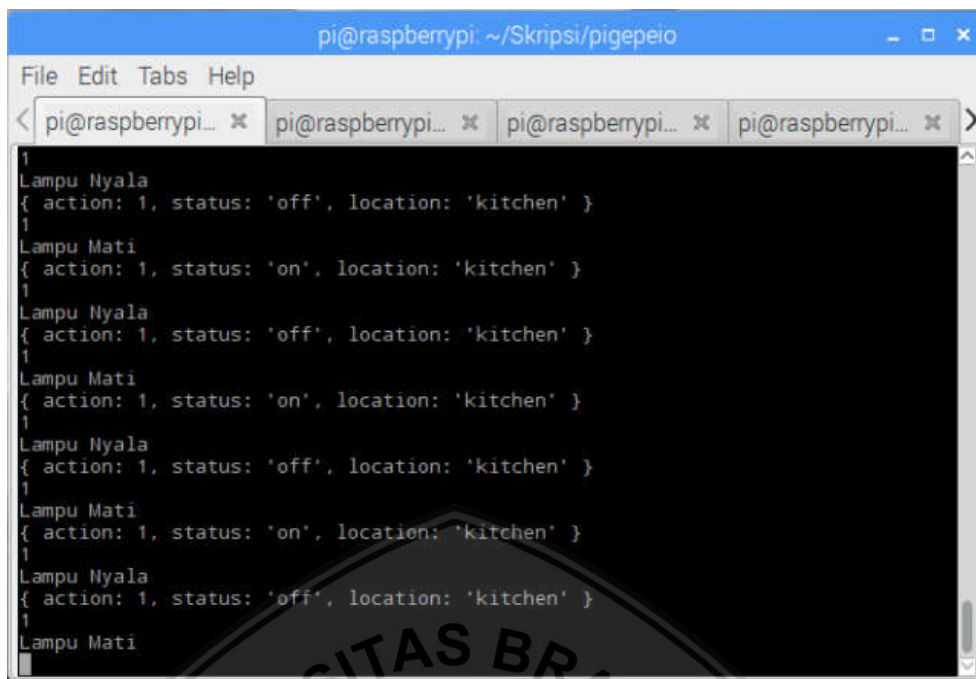 pi@raspberrypi: ~/Skripsi/pigepeio
File Edit Tabs Help
pi@raspberrypi... pi@raspberrypi... pi@raspberrypi... pi@raspberrypi...
1
Lampu Nyala
{ action: 1, status: 'off', location: 'kitchen' }
1
Lampu Mati
{ action: 1, status: 'on', location: 'kitchen' }
1
Lampu Nyala
{ action: 1, status: 'off', location: 'kitchen' }
1
Lampu Mati
{ action: 1, status: 'on', location: 'kitchen' }
1
Lampu Nyala
{ action: 1, status: 'off', location: 'kitchen' }
1
Lampu Mati
{ action: 1, status: 'on', location: 'kitchen' }
1
Lampu Nyala
{ action: 1, status: 'off', location: 'kitchen' }
1
Lampu Mati